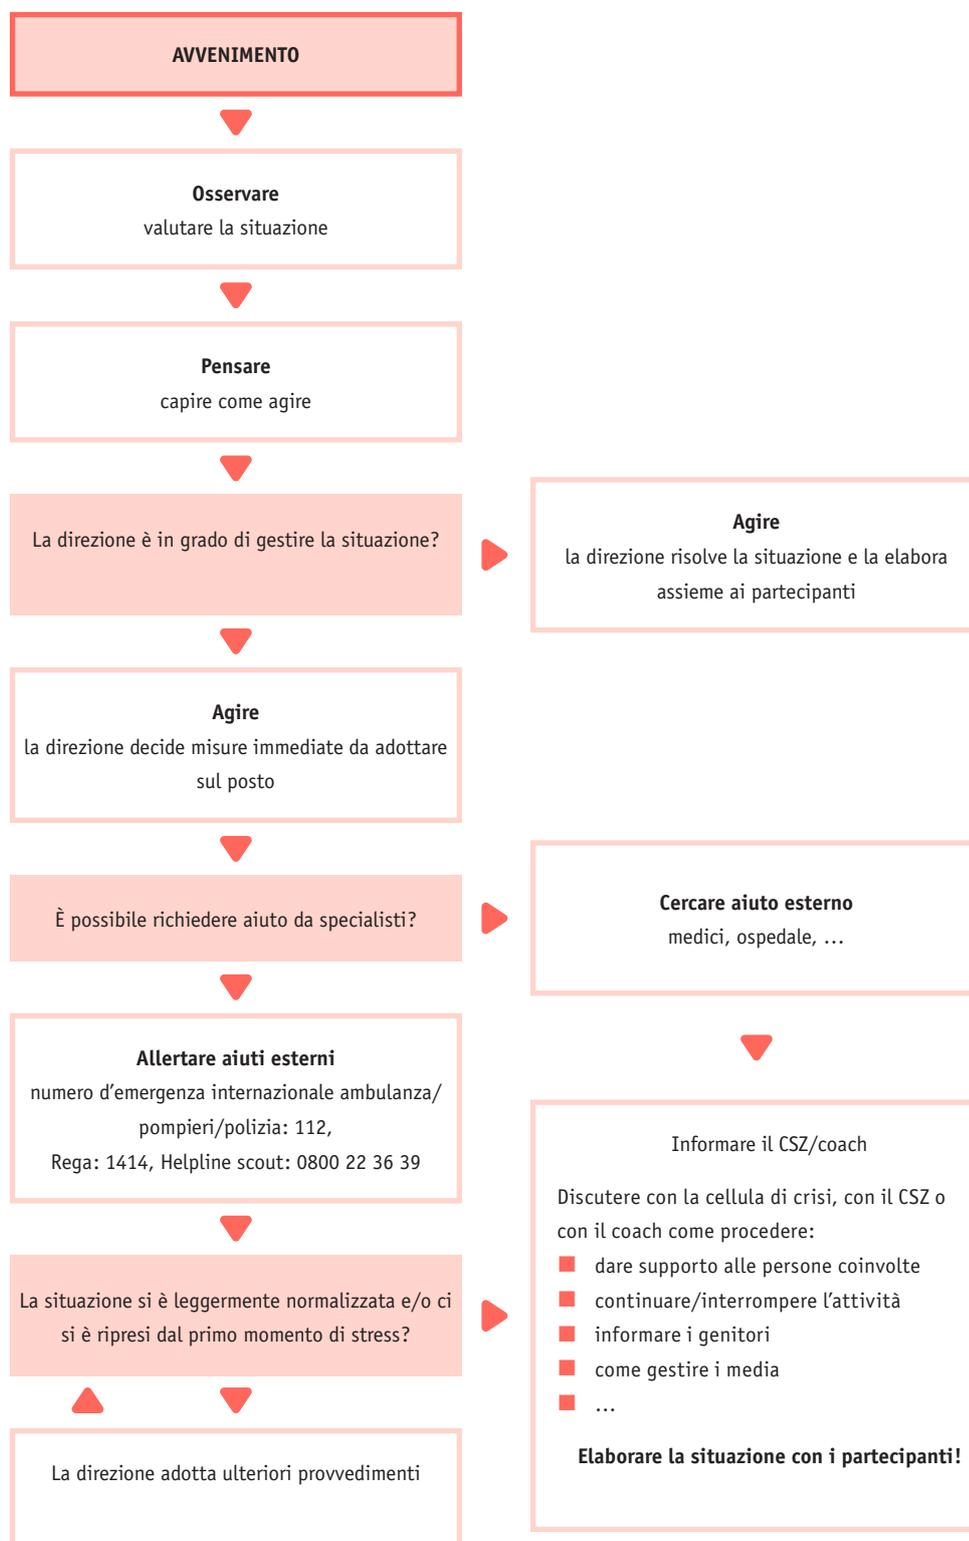 AVVENIMENTO
Osservare
valutare la situazione
Pensare
capire come agire
La direzione è in grado di gestire la situazione?
Agire
la direzione risolve la situazione e la elabora
assieme ai partecipanti
Agire
la direzione decide misure immediate da adottare
sul posto
È possibile richiedere aiuto da specialisti?
Cercare aiuto esterno
medici, ospedale, ...
Allertare aiuti esterni
numero d’emergenza internazionale ambulanza/
pompieri/polizia: 112,
Rega: 1414, Helpline scout: 0800 22 36 39
La situazione si è leggermente normalizzata e/o ci
si è ripresi dal primo momento di stress?
La direzione adotta ulteriori provvedimenti
Informare il CSZ/coach
Discutere con la cellula di crisi, con il CSZ o
con il coach come procedere:
■ dare supporto alle persone coinvolte
■ continuare/interrompere l’attività
■ informare i genitori
■ come gestire i media
■ ...
Elaborare la situazione con i partecipanti!